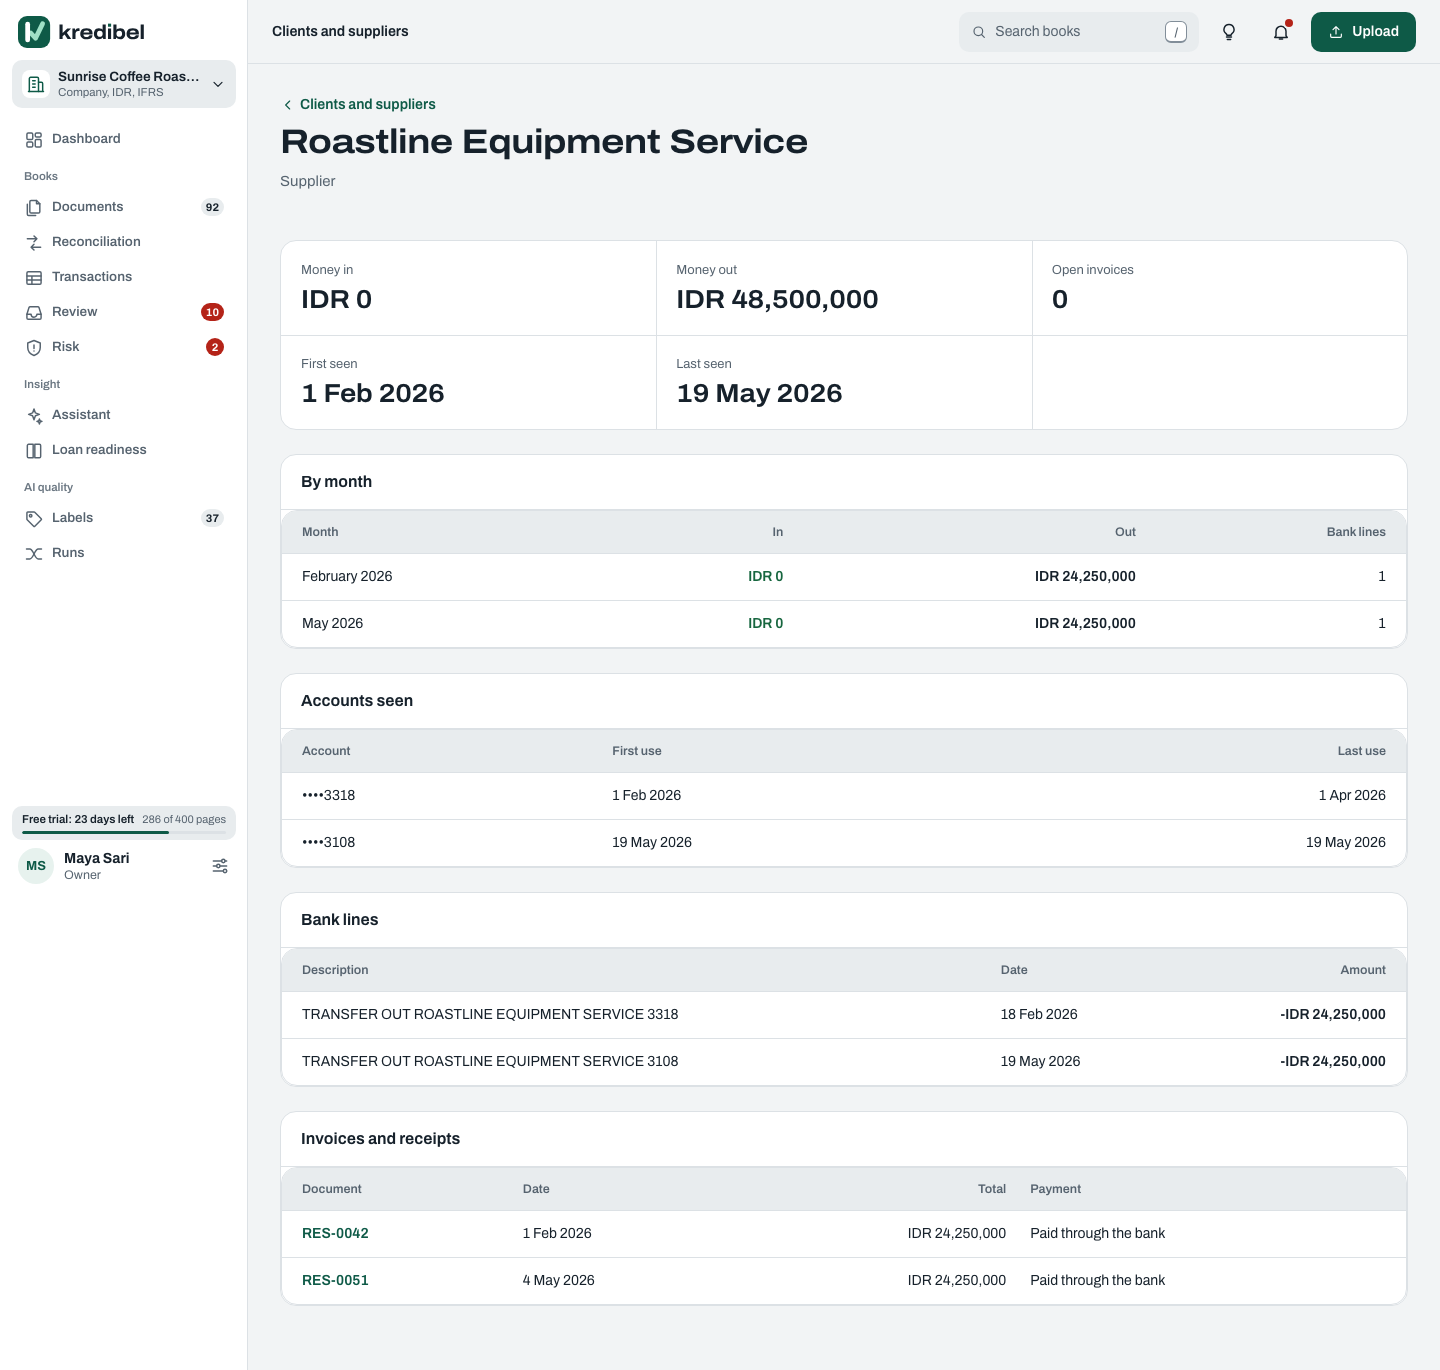 kredibel
Clients and suppliers
Search books
/
Upload
Sunrise Coffee Roas...
Company, IDR, IFRS
Dashboard
Books
Documents 92
Reconciliation
Transactions
Review 10
Risk 2
Insight
Assistant
Loan readiness
AI quality
Labels 37
Runs
Free trial: 23 days left 286 of 400 pages
MS
Maya Sari
Owner
Clients and suppliers
Roastline Equipment Service
Supplier
Money in
IDR 0
Money out
IDR 48,500,000
Open invoices
0
First seen
1 Feb 2026
Last seen
19 May 2026
By month
Month In Out Bank lines
February 2026 IDR 0 IDR 24,250,000 1
May 2026 IDR 0 IDR 24,250,000 1
Accounts seen
Account First use Last use
••••3318 1 Feb 2026 1 Apr 2026
••••3108 19 May 2026 19 May 2026
Bank lines
Description Date Amount
TRANSFER OUT ROASTLINE EQUIPMENT SERVICE 3318 18 Feb 2026 -IDR 24,250,000
TRANSFER OUT ROASTLINE EQUIPMENT SERVICE 3108 19 May 2026 -IDR 24,250,000
Invoices and receipts
Document Date Total Payment
RES-0042 1 Feb 2026 IDR 24,250,000 Paid through the bank
RES-0051 4 May 2026 IDR 24,250,000 Paid through the bank